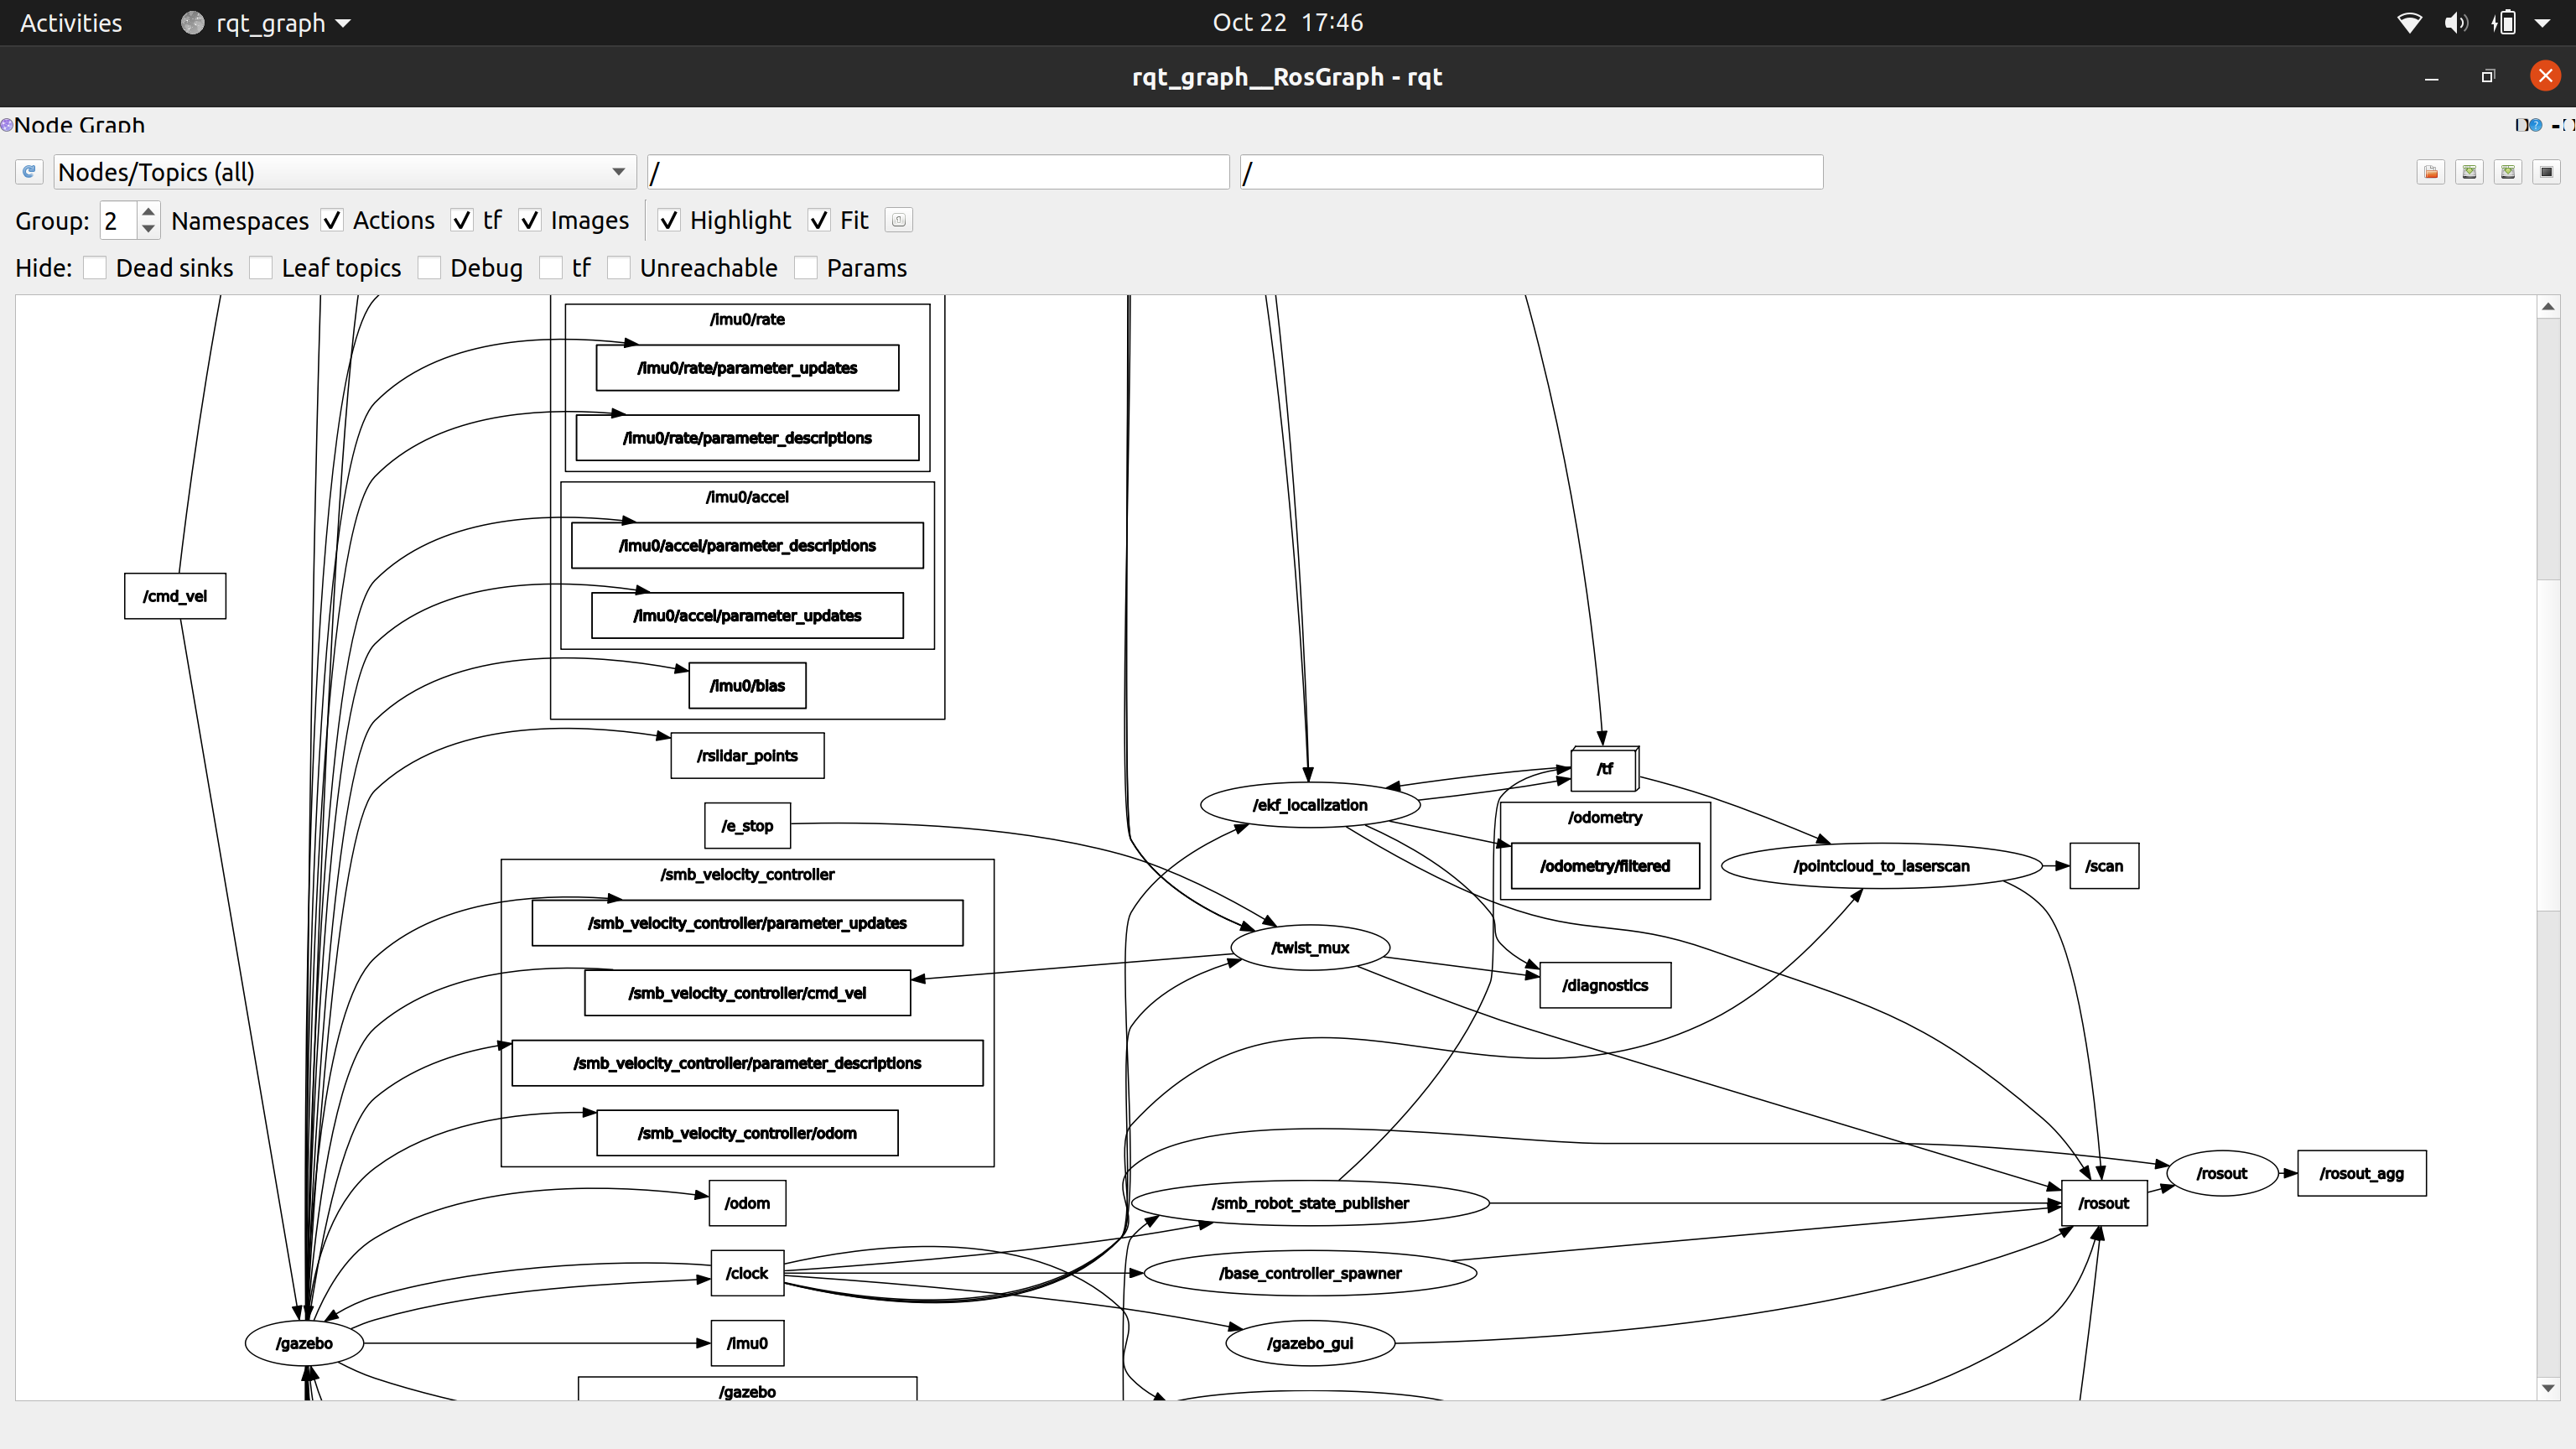 Activities rqt_graph Oct 22 17:46
rqt_graph__RosGraph - rqt
Node Graph
Nodes/Topics (all) / /
Group: 2 Namespaces Actions tf Images Highlight Fit
Hide: Dead sinks Leaf topics Debug tf Unreachable Params
/imu0/rate
/imu0/rate/parameter_updates
/imu0/rate/parameter_descriptions
/imu0/accel
/imu0/accel/parameter_descriptions
/cmd_vel
/imu0/accel/parameter_updates
/imu0/bias
/rslidar_points
/tf
/ekf_localization
/odometry
/e_stop
/odometry/filtered
/pointcloud_to_laserscan
/scan
/smb_velocity_controller
/smb_velocity_controller/parameter_updates
/twist_mux
/diagnostics
/smb_velocity_controller/cmd_vel
/smb_velocity_controller/parameter_descriptions
/smb_velocity_controller/odom
/rosout
/rosout_agg
/odom
/smb_robot_state_publisher
/rosout
/clock
/base_controller_spawner
/gazebo
/imu0
/gazebo_gui
/gazebo